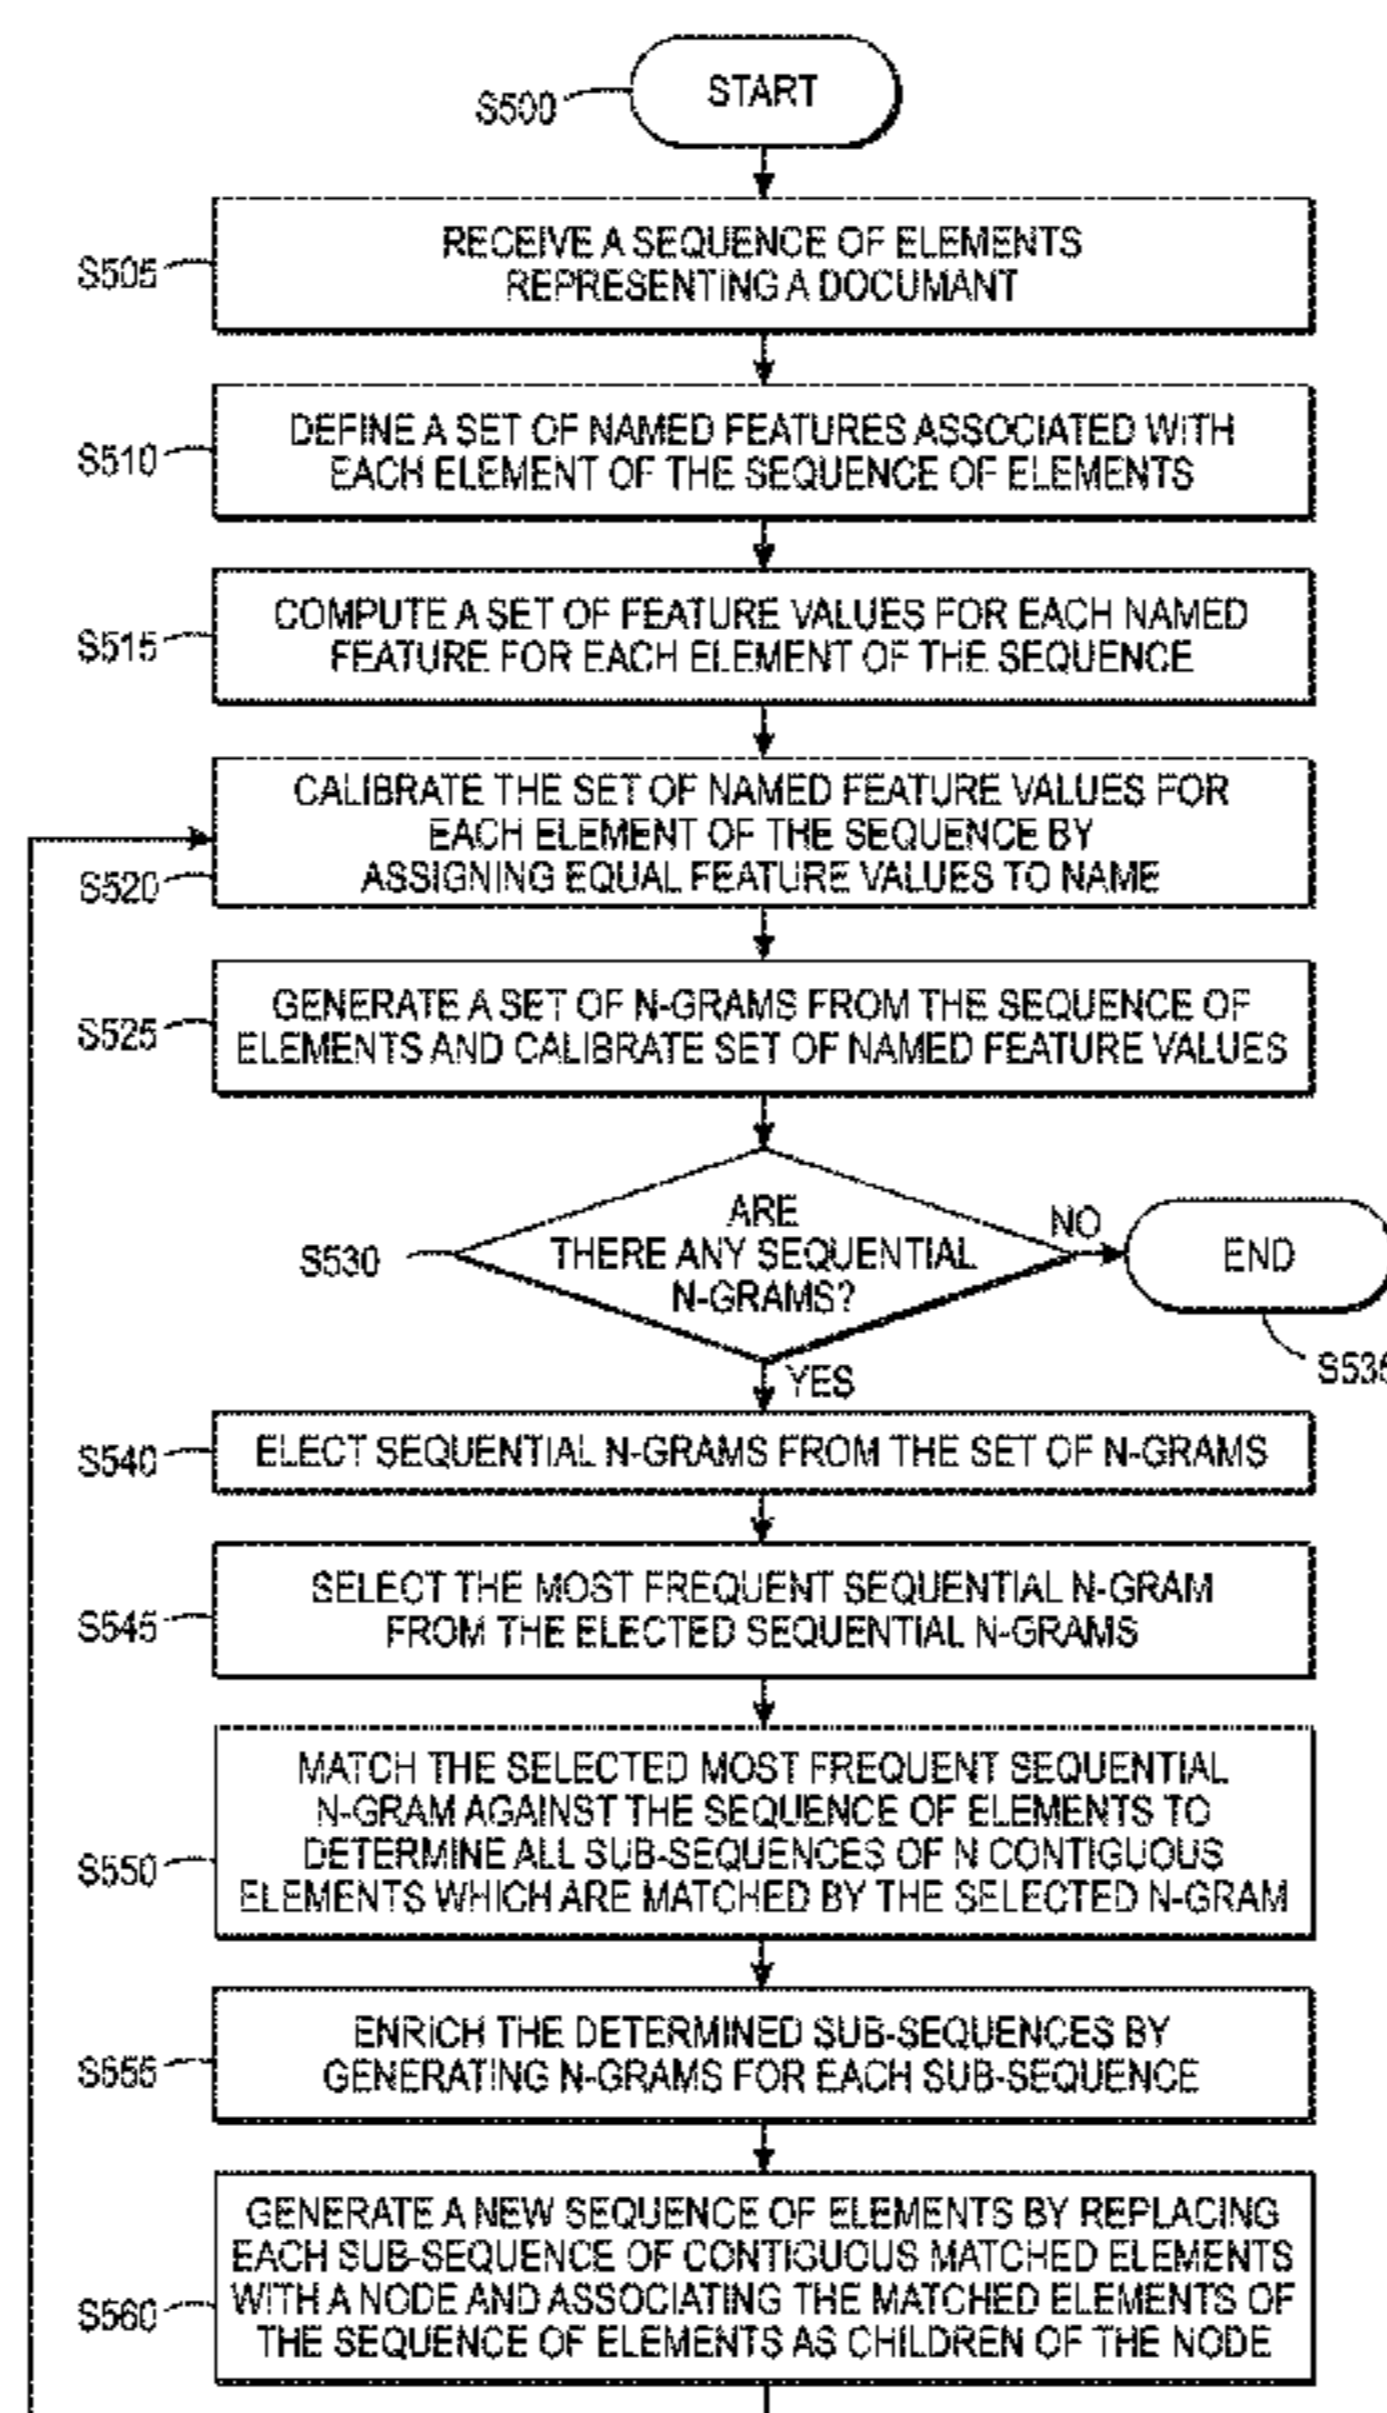 START
S500
RECEIVE A SEQUENCE OF ELEMENTS
REPRESENTING A DOCUMANT
S505
DEFINE A SET OF NAMED FEATURES ASSOCIATED WITH
EACH ELEMENT OF THE SEQUENCE OF ELEMENTS
S510
COMPUTE A SET OF FEATURE VALUES FOR EACH NAMED
FEATURE FOR EACH ELEMENT OF THE SEQUENCE
S515
CALIBRATE THE SET OF NAMED FEATURE VALUES FOR
EACH ELEMENT OF THE SEQUENCE BY
ASSIGNING EQUAL FEATURE VALUES TO NAME
S520
GENERATE A SET OF N-GRAMS FROM THE SEQUENCE OF
ELEMENTS AND CALIBRATE SET OF NAMED FEATURE VALUES
S525
ARE
THERE ANY SEQUENTIAL
N-GRAMS?
S530
NO
END
S535
YES
ELECT SEQUENTIAL N-GRAMS FROM THE SET OF N-GRAMS
S540
SELECT THE MOST FREQUENT SEQUENTIAL N-GRAM
FROM THE ELECTED SEQUENTIAL N-GRAMS
S545
MATCH THE SELECTED MOST FREQUENT SEQUENTIAL
N-GRAM AGAINST THE SEQUENCE OF ELEMENTS TO
DETERMINE ALL SUB-SEQUENCES OF N CONTIGUOUS
ELEMENTS WHICH ARE MATCHED BY THE SELECTED N-GRAM
S550
ENRICH THE DETERMINED SUB-SEQUENCES BY
GENERATING N-GRAMS FOR EACH SUB-SEQUENCE
S555
GENERATE A NEW SEQUENCE OF ELEMENTS BY REPLACING
EACH SUB-SEQUENCE OF CONTIGUOUS MATCHED ELEMENTS
WITH A NODE AND ASSOCIATING THE MATCHED ELEMENTS OF
THE SEQUENCE OF ELEMENTS AS CHILDREN OF THE NODE
S560